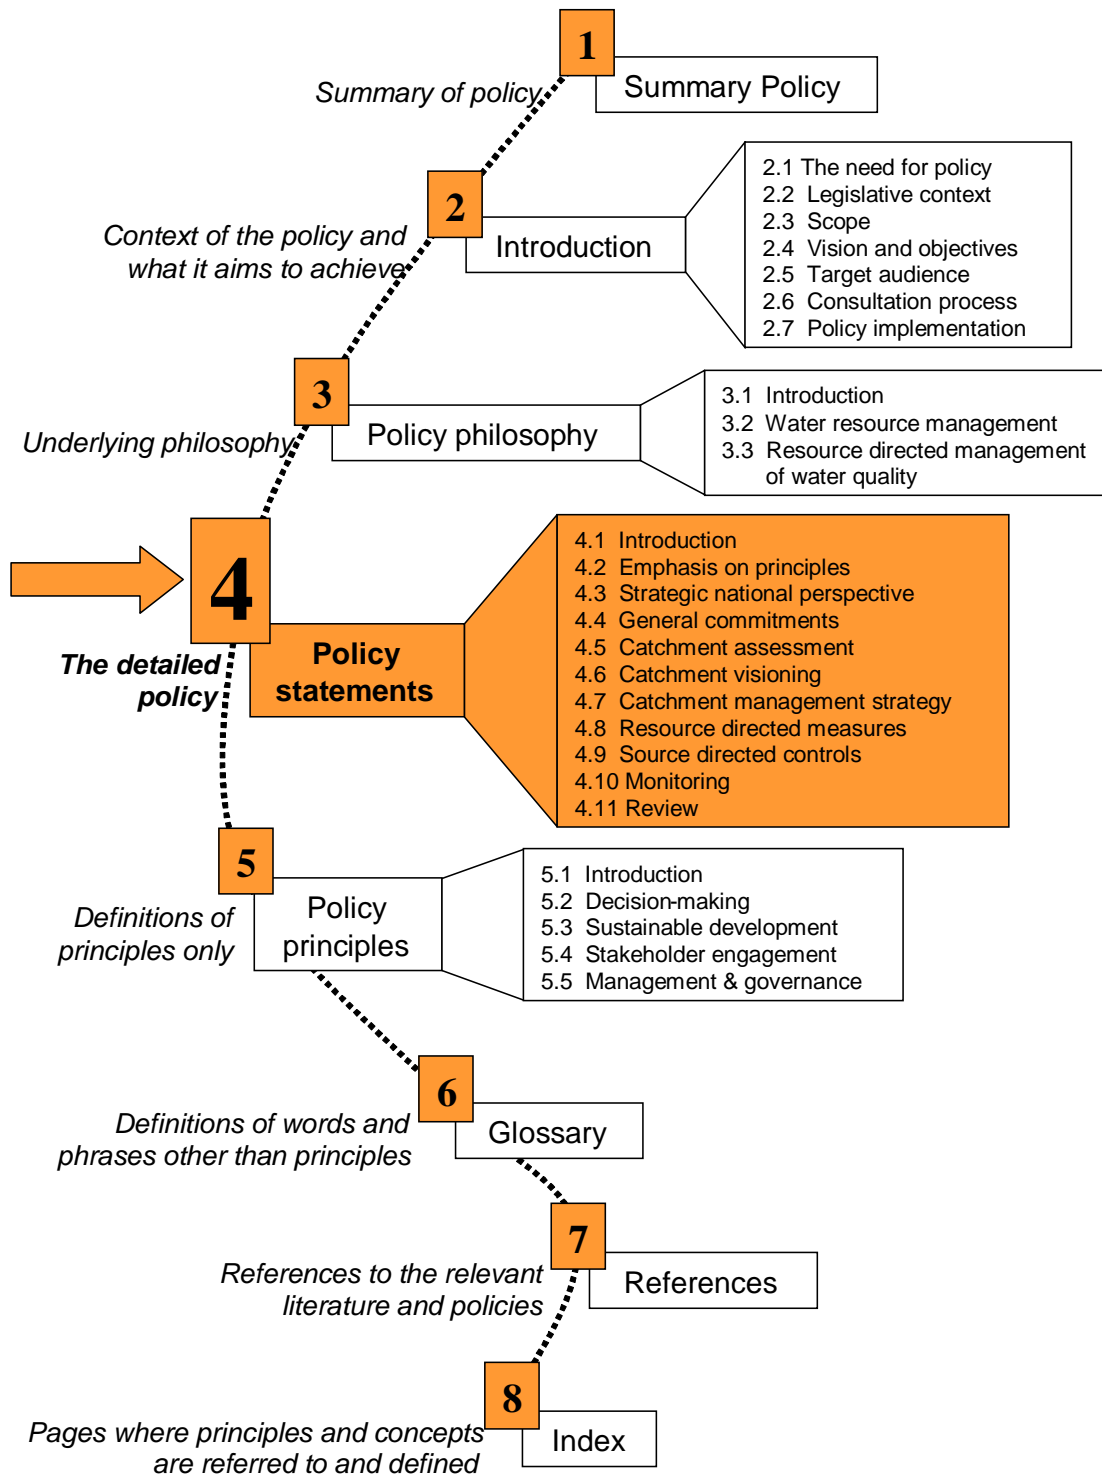 1
Summary Policy
Summary of policy
2
Introduction
Context of the policy and
what it aims to achieve
2.1 The need for policy
2.2 Legislative context
2.3 Scope
2.4 Vision and objectives
2.5 Target audience
2.6 Consultation process
2.7 Policy implementation
3
Policy philosophy
Underlying philosophy
3.1 Introduction
3.2 Water resource management
3.3 Resource directed management
of water quality
4
Policy
statements
The detailed
policy
4.1 Introduction
4.2 Emphasis on principles
4.3 Strategic national perspective
4.4 General commitments
4.5 Catchment assessment
4.6 Catchment visioning
4.7 Catchment management strategy
4.8 Resource directed measures
4.9 Source directed controls
4.10 Monitoring
4.11 Review
5
Policy
principles
Definitions of
principles only
5.1 Introduction
5.2 Decision-making
5.3 Sustainable development
5.4 Stakeholder engagement
5.5 Management & governance
6
Glossary
Definitions of words and
phrases other than principles
7
References
References to the relevant
literature and policies
8
Index
Pages where principles and concepts
are referred to and defined